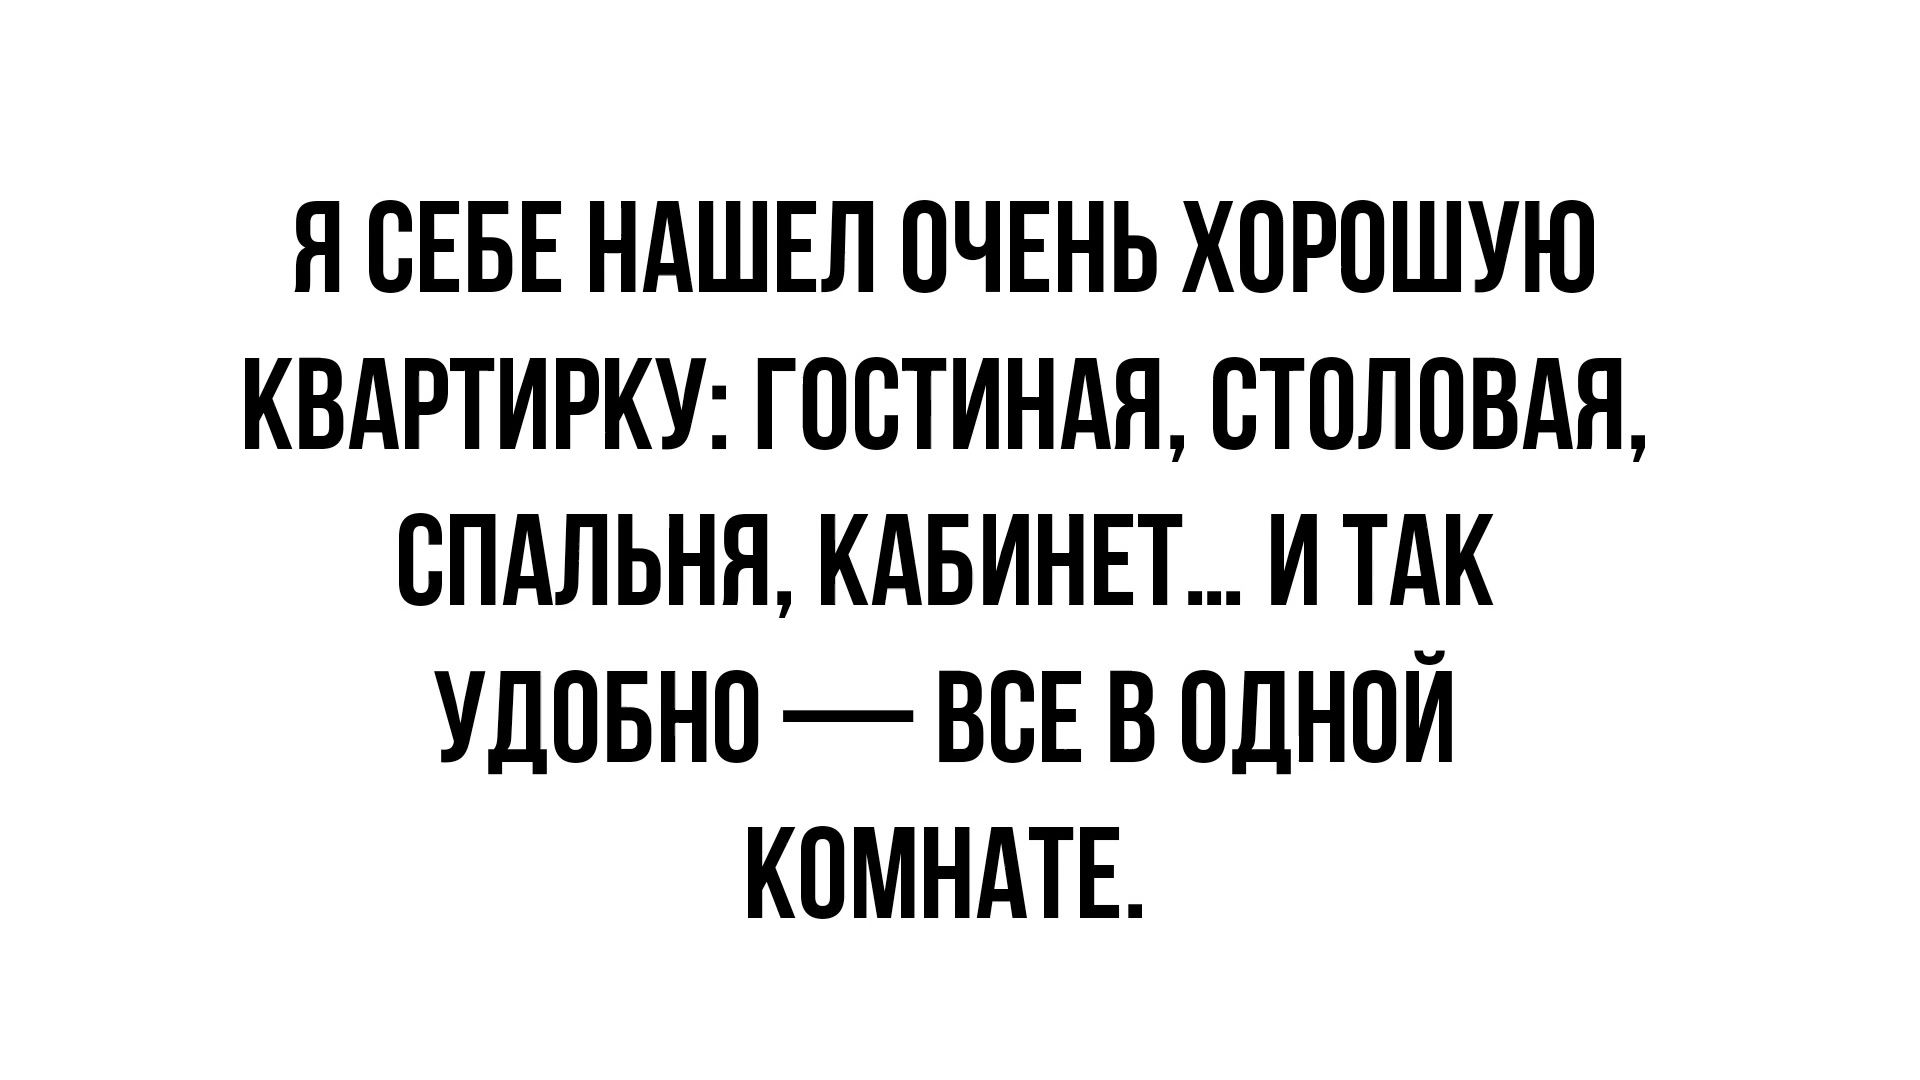 Я СЕБЕ НАШЕЛ ОЧЕНЬ ХОРОШУЮ
КВАРТИРКУ: ГОСТИНАЯ, СТОЛОВАЯ,
СПАЛЬНЯ, КАБИНЕТ... И ТАК
УДОБНО — ВСЕ В ОДНОЙ
КОМНАТЕ.